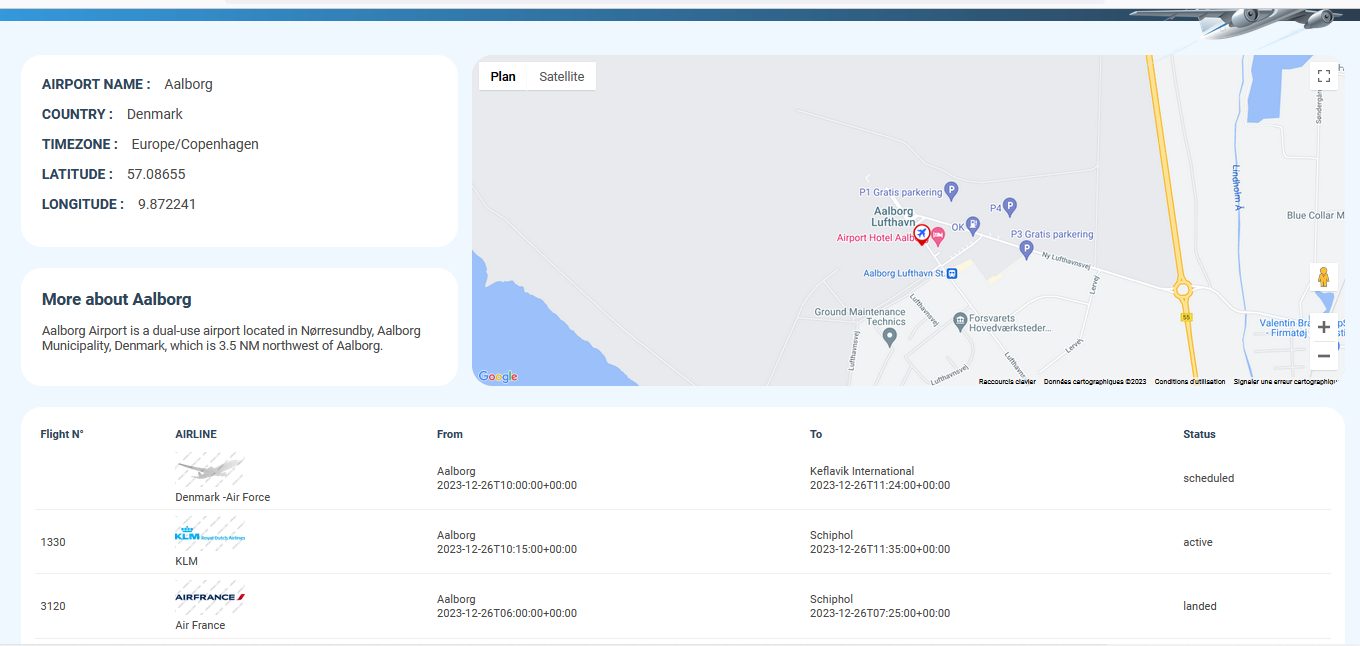 AIRPORT NAME : Aalborg
COUNTRY : Denmark
TIMEZONE : Europe/Copenhagen
LATITUDE : 57.08655
LONGITUDE : 9.872241
More about Aalborg
Aalborg Airport is a dual-use airport located in Nørresundby, Aalborg
Municipality, Denmark, which is 3.5 NM northwest of Aalborg.
Plan Satellite
Lindholm Å
P1 Gratis parkering
P4
Aalborg
Lufthavn
OK
Blue Collar M
Airport Hotel Aalb
P3 Gratis parkering
Ny Lufthavnsvej
Aalborg Lufthavn St.
Lervej
Lufthavnsvej
Ground Maintenance
Technics
Forsvarets
Hovedværksteder...
55
Valentin Bra
- Firmatøj
Lufthavnsvej
Lervej
Lufthavnsvej
Lufthavnsvej
Google
Raccourcis clavier Données cartographiques ©2023 Conditions d'utilisation Signaler une erreur cartographiqu
Flight N° AIRLINE From To Status
Denmark -Air Force
Aalborg
2023-12-26T10:00:00+00:00
Keflavik International
2023-12-26T11:24:00+00:00
scheduled
1330
KLM Royal Dutch Airlines
KLM
Aalborg
2023-12-26T10:15:00+00:00
Schiphol
2023-12-26T11:35:00+00:00
active
3120
AIRFRANCE
Air France
Aalborg
2023-12-26T06:00:00+00:00
Schiphol
2023-12-26T07:25:00+00:00
landed